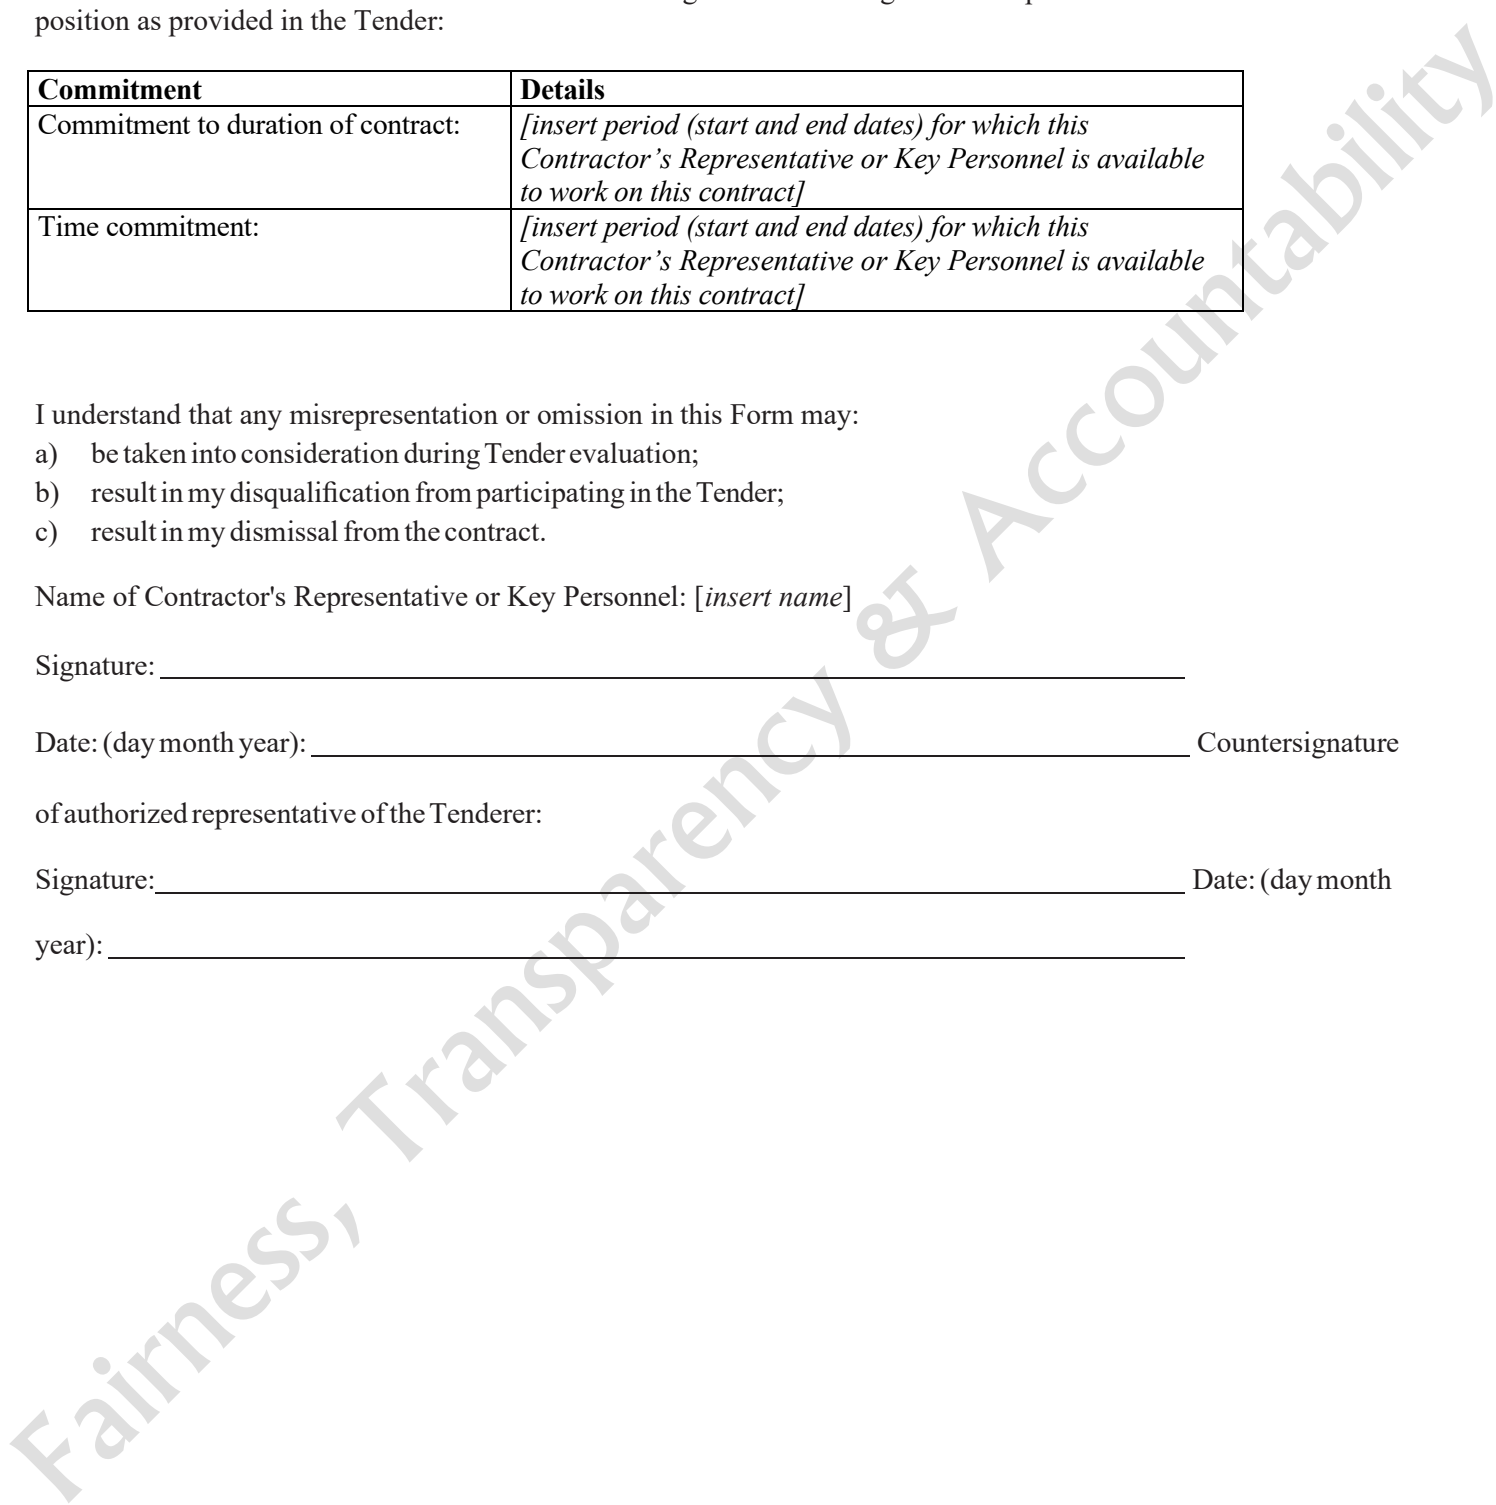 position as provided in the Tender:
Commitment Details
Commitment to duration of contract: [insert period (start and end dates) for which this
Contractor’s Representative or Key Personnel is available
to work on this contract]
Time commitment: [insert period (start and end dates) for which this
Contractor’s Representative or Key Personnel is available
to work on this contract]
I understand that any misrepresentation or omission in this Form may:
a) be taken into consideration during Tender evaluation;
b) result in my disqualification from participating in the Tender;
c) result in my dismissal from the contract.
Name of Contractor's Representative or Key Personnel: [insert name]
Signature:
Date: (day month year): Countersignature
of authorized representative of the Tenderer:
Signature: Date: (day month
year):
Fairness, Transparency & Accountability